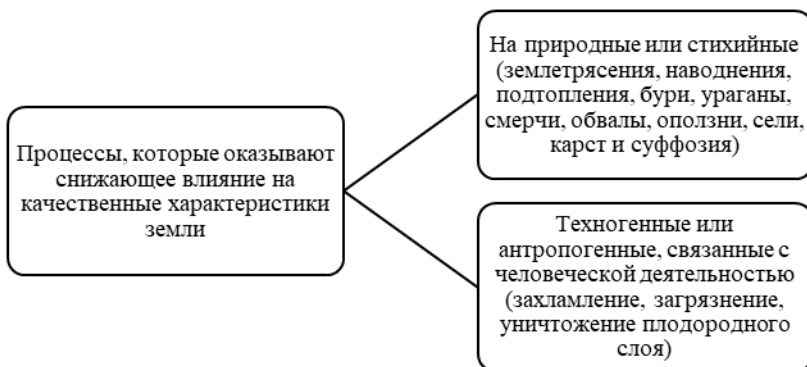 Процессы, которые оказывают
снижающее влияние на
качественные характеристики
земли
На природные или стихийные
(землетрясения, наводнения,
подтопления, бури, ураганы,
смерчи, обвалы, оползни, сели,
карст и суффозия)
Техногенные или
антропогенные, связанные с
человеческой деятельностью
(захламление, загрязнение,
уничтожение плодородного
слоя)